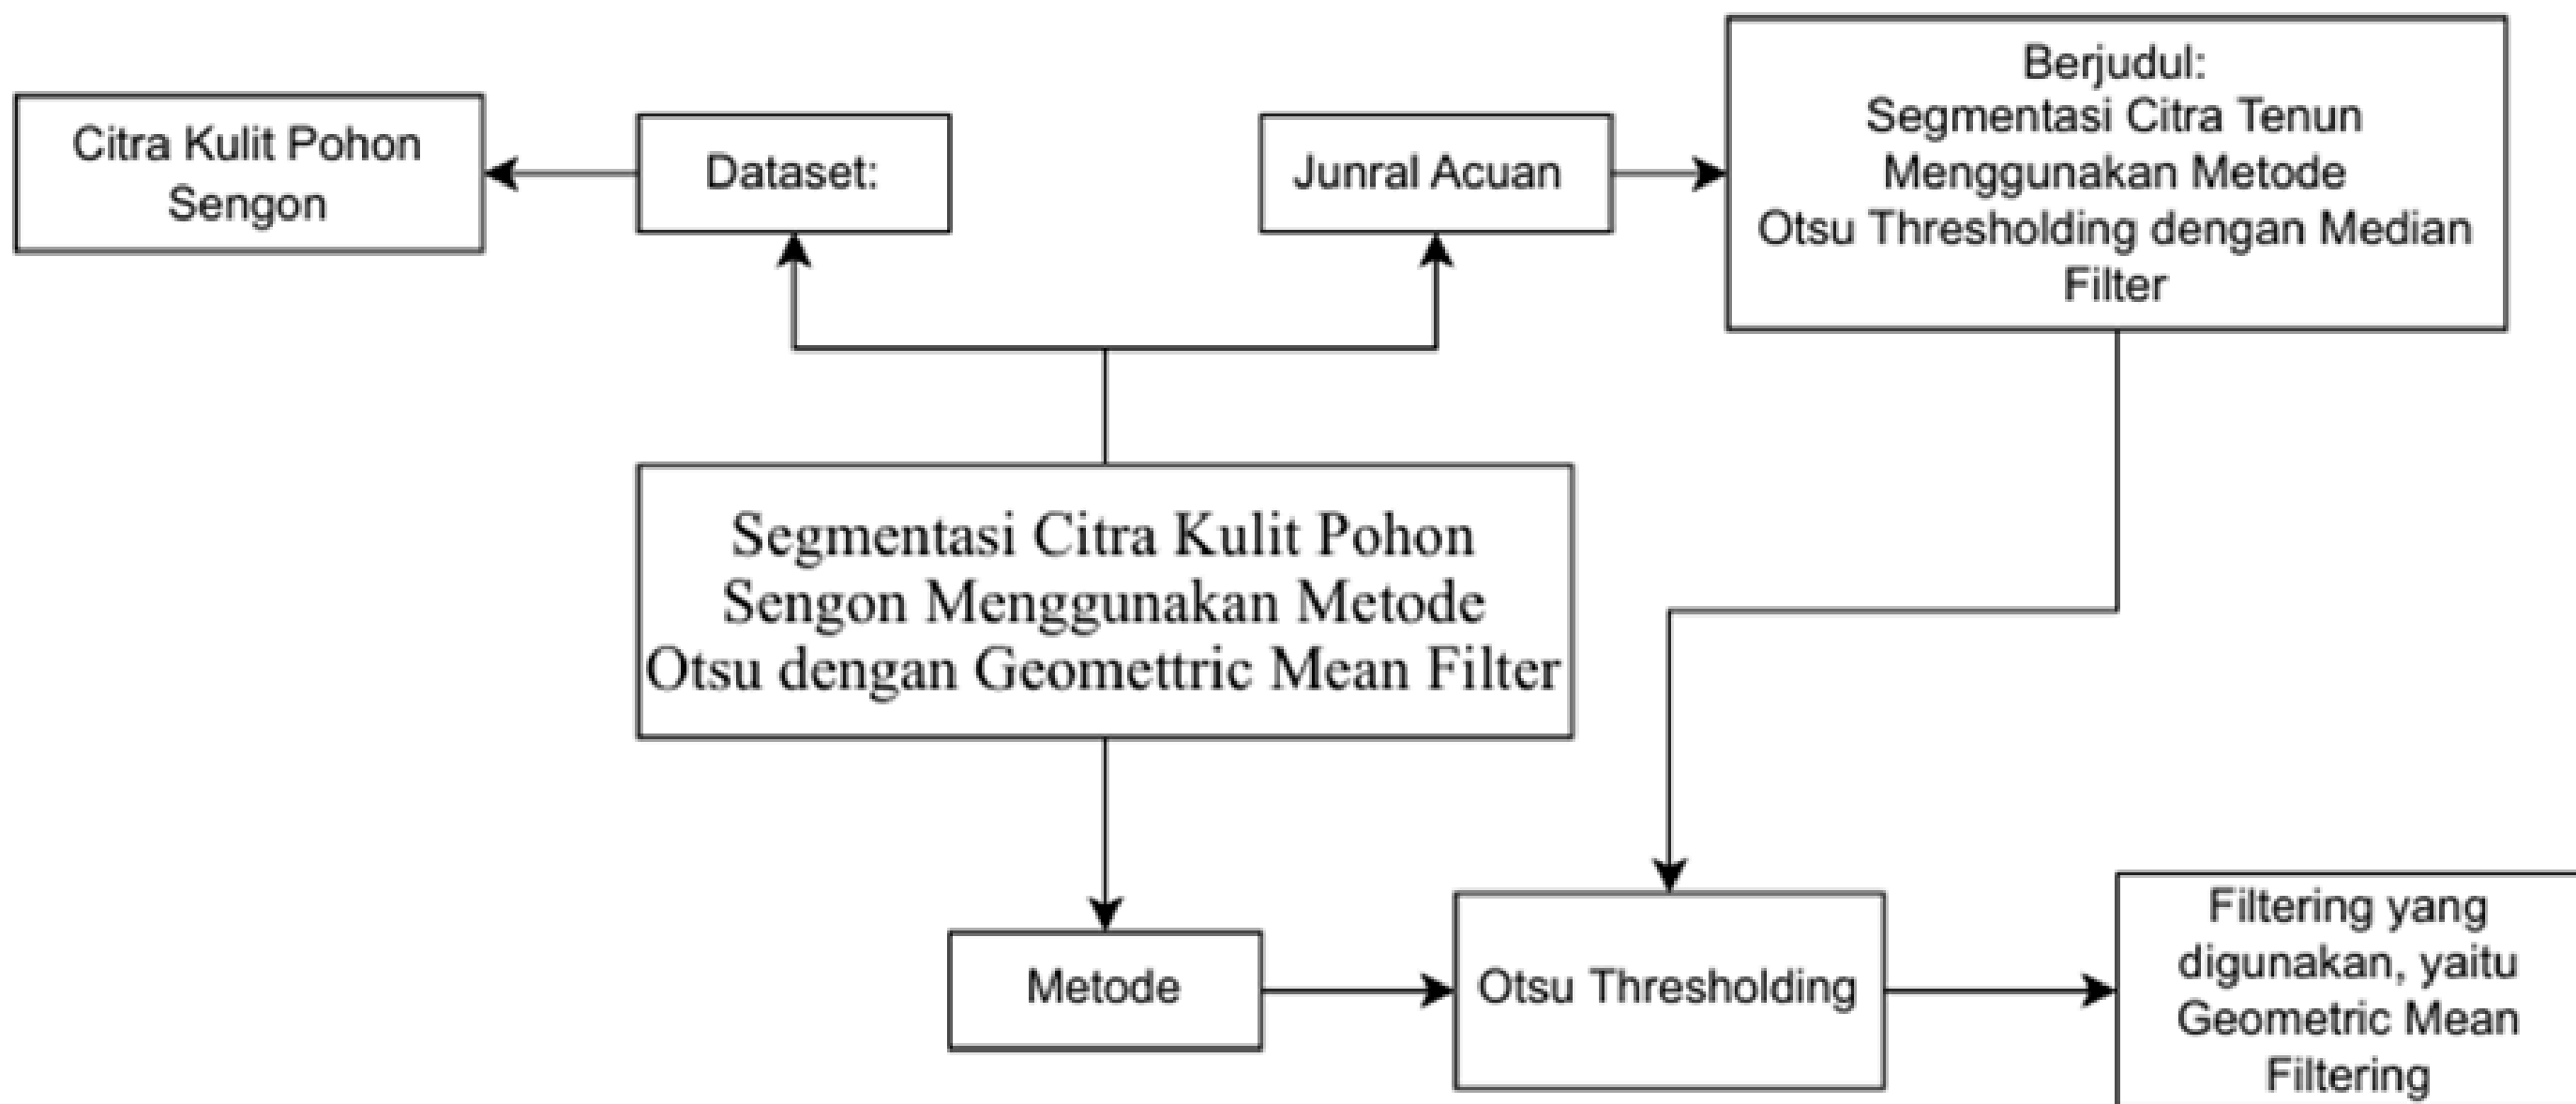 Citra Kulit Pohon
Sengon
Dataset:
Junral Acuan
Berjudul:
Segmentasi Citra Tenun
Menggunakan Metode
Otsu Thresholding dengan Median
Filter
Segmentasi Citra Kulit Pohon
Sengon Menggunakan Metode
Otsu dengan Geomettric Mean Filter
Metode
Otsu Thresholding
Filtering yang
digunakan, yaitu
Geometric Mean
Filtering